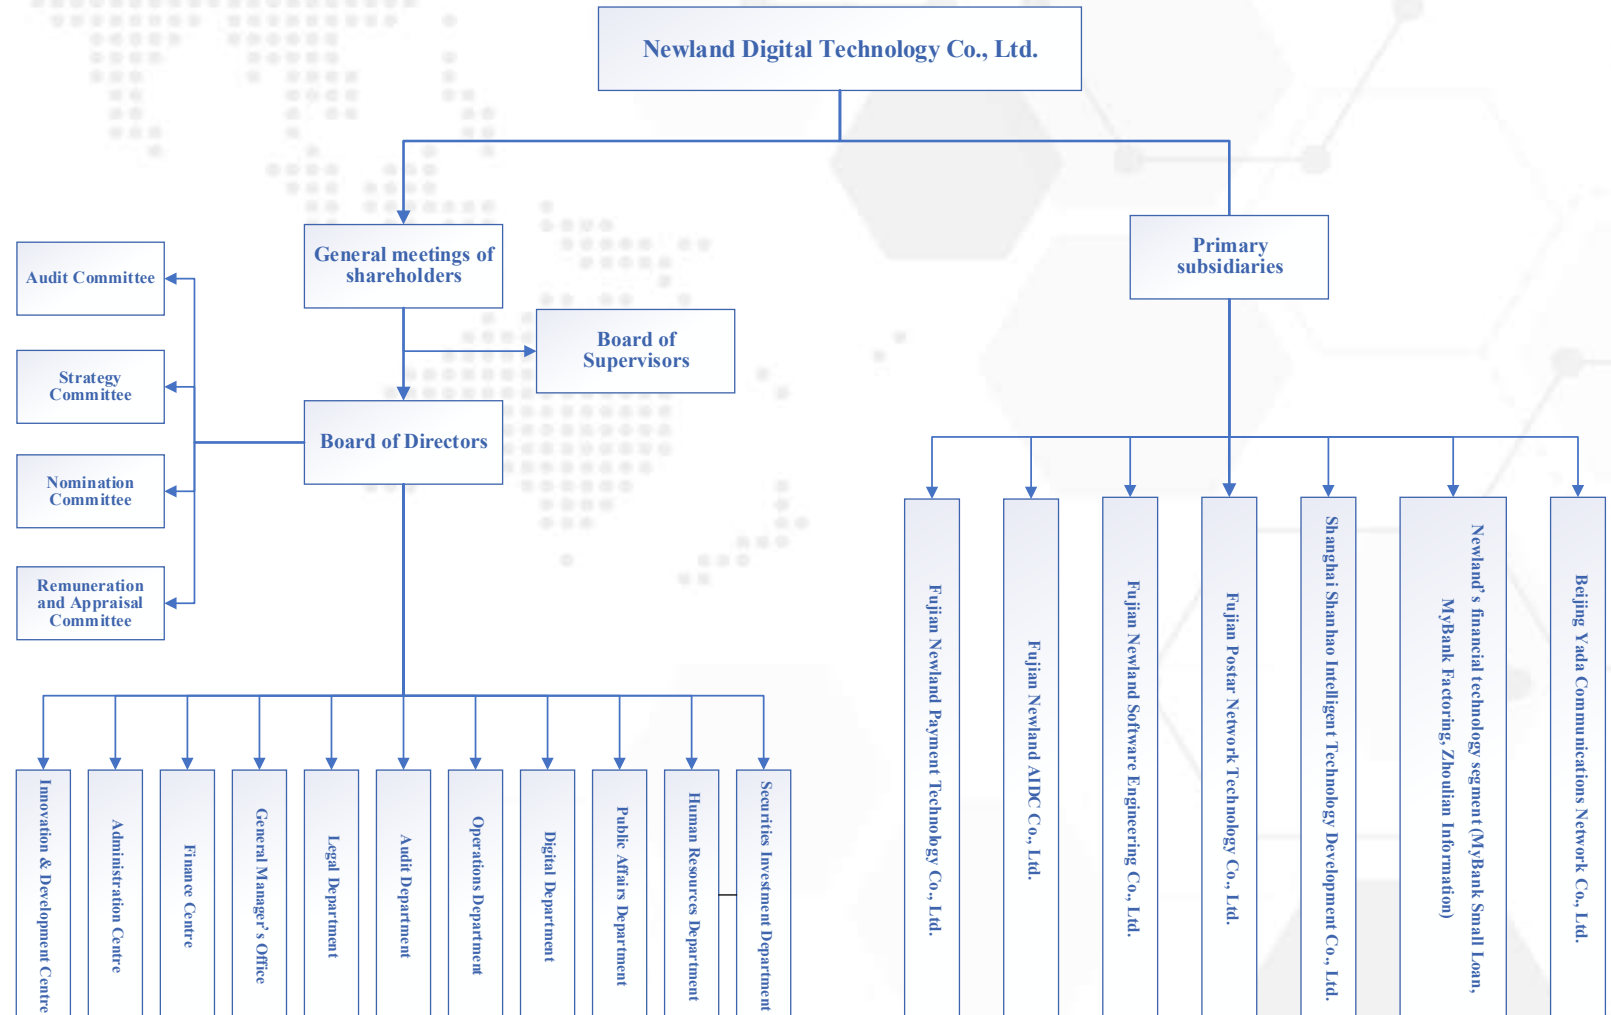 Newland Digital Technology Co., Ltd.
General meetings of
shareholders
Primary
subsidiaries
Audit Committee
Board of
Supervisors
Strategy
Committee
Board of Directors
Nomination
Committee
Remuneration
and Appraisal
Committee
Innovation & Development Centre
Administration Centre
Finance Centre
General Manager's Office
Legal Department
Audit Department
Operations Department
Digital Department
Public Affairs Department
Human Resources Department
Securities Investment Department
Fujian Newland Payment Technology Co., Ltd.
Fujian Newland AIDC Co., Ltd.
Fujian Newland Software Engineering Co., Ltd.
Fujian Postar Network Technology Co., Ltd.
Shanghai Shanhao Intelligent Technology Development Co., Ltd.
Newland's financial technology segment (MyBank Small Loan,
MyBank Factoring, Zhoulian Information)
Beijing Yada Communications Network Co., Ltd.